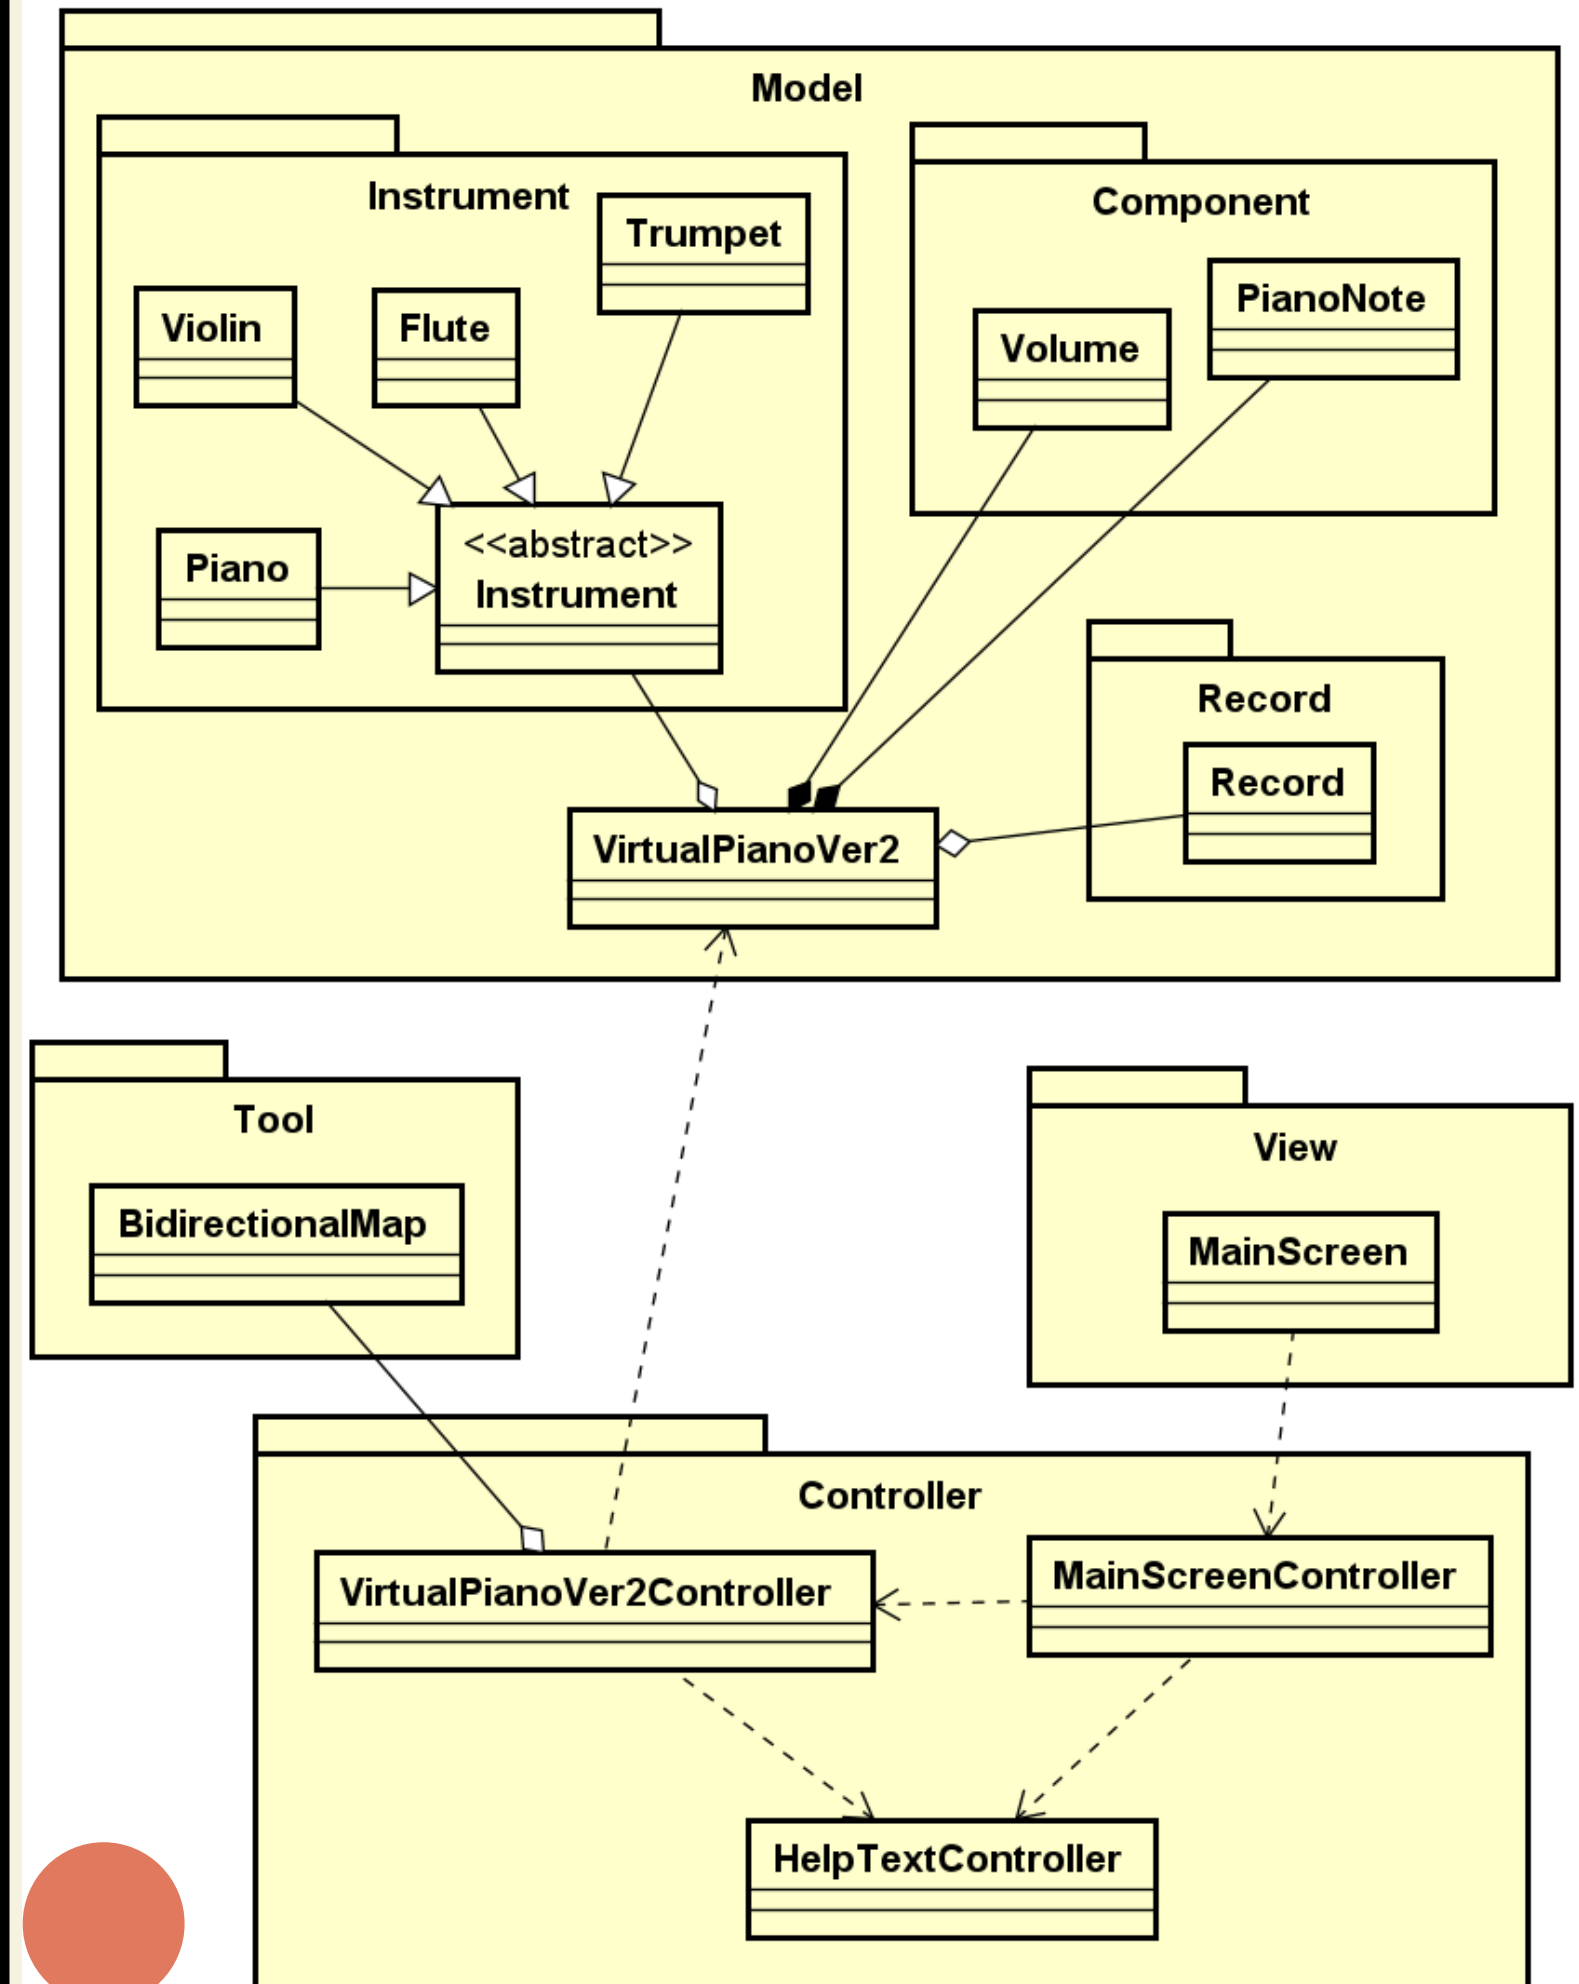 Model
Instrument
Trumpet
Violin
Flute
Piano
<<abstract>>
Instrument
Component
PianoNote
Volume
Record
Record
VirtualPianoVer2
Tool
BidirectionalMap
View
MainScreen
Controller
VirtualPianoVer2Controller
MainScreenController
HelpTextController